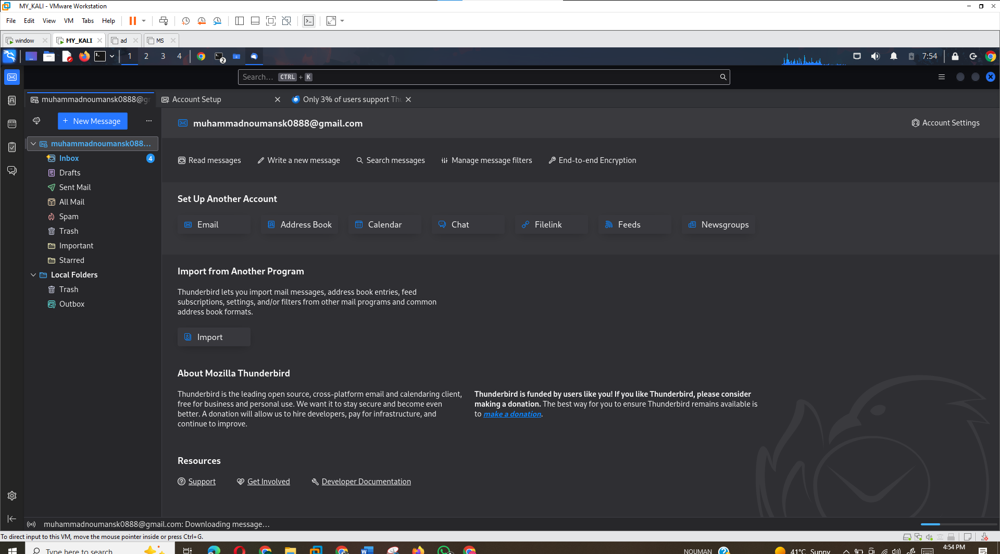 MY_KALI - VMware Workstation
File Edit View VM Tabs Help
window MY_KALI ad MS
1 2 3 4 2 7:54
Search... CTRL + K
muhammadnoumansk0888@gr Account Setup Only 3% of users support Thu
New Message
muhammadnoumansk0888@gmail.com
Account Settings
muhammadnoumansk088...
Inbox 4
Drafts
Sent Mail
All Mail
Spam
Trash
Important
Starred
Local Folders
Trash
Outbox
Read messages Write a new message Search messages Manage message filters End-to-end Encryption
Set Up Another Account
Email Address Book Calendar Chat Filelink Feeds Newsgroups
Import from Another Program
Thunderbird lets you import mail messages, address book entries, feed
subscriptions, settings, and/or filters from other mail programs and common
address book formats.
Import
About Mozilla Thunderbird
Thunderbird is the leading open source, cross-platform email and calendaring client,
free for business and personal use. We want it to stay secure and become even
better. A donation will allow us to hire developers, pay for infrastructure, and
continue to improve.
Thunderbird is funded by users like you! If you like Thunderbird, please consider
making a donation. The best way for you to ensure Thunderbird remains available is
to make a donation.
Resources
Support Get Involved Developer Documentation
muhammadnoumansk0888@gmail.com: Downloading message...
To direct input to this VM, move the mouse pointer inside or press Ctrl+G.
Type here to search
NOUMAN
41°C Sunny
4:54 PM